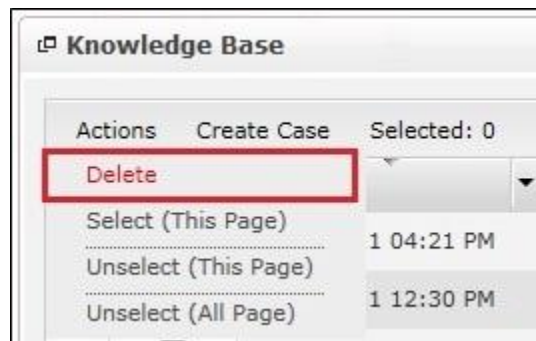 Knowledge Base
Actions Create Case Selected: 0
Delete
Select (This Page)
1 04:21 PM
Unselect (This Page)
1 12:30 PM
Unselect (All Page)